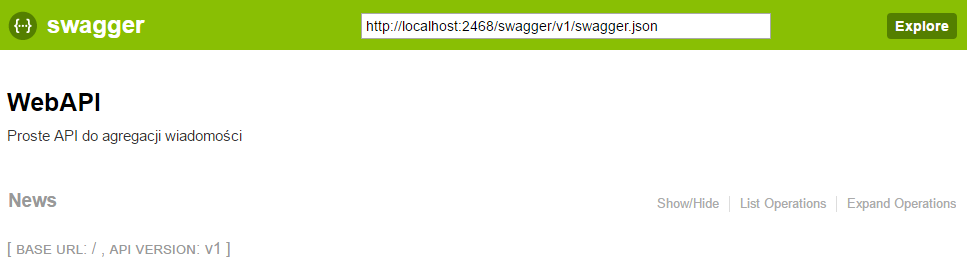 {···} swagger http://localhost:2468/swagger/v1/swagger.json Explore
WebAPI
Proste API do agregacji wiadomości
News Show/Hide List Operations Expand Operations
[ BASE URL: / , API VERSION: v1 ]